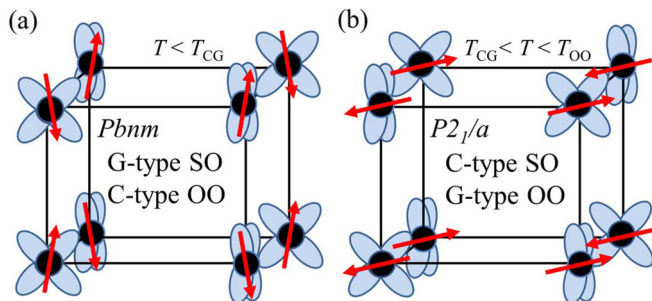 (a)
T < T_CG
Pbnm
G-type SO
C-type OO
(b)
T_CG < T < T_OO
P2_1/a
C-type SO
G-type OO